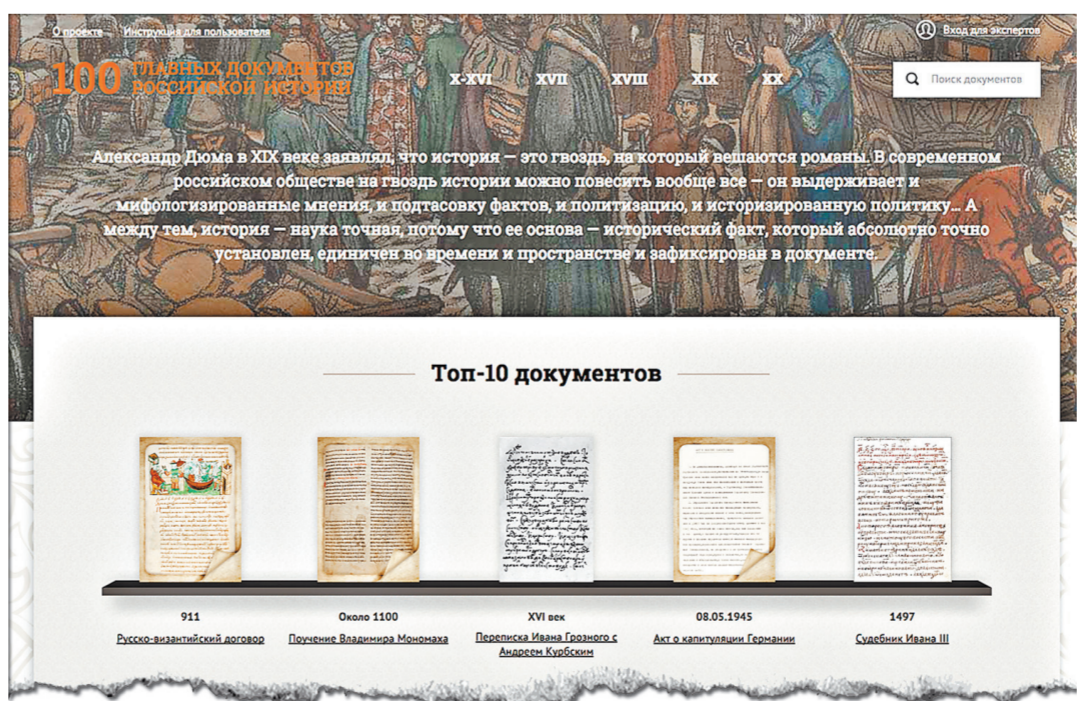 О проекте
Инструкция для пользователя
Вход для экспертов
100 ГЛАВНЫХ ДОКУМЕНТОВ
РОССИЙСКОЙ ИСТОРИИ
X-XVI
XVII
XVIII
XIX
XX
Поиск документов
Александр Дюма в XIX веке заявлял, что история — это гвоздь, на который вешаются романы. В современном
российском обществе на гвоздь истории можно повесить вообще все — он выдерживает и
мифологизированные мнения, и подтасовку фактов, и политизацию, и историзированную политику... А
между тем, история — наука точная, потому что ее основа — исторический факт, который абсолютно точно
установлен, единичен во времени и пространстве и зафиксирован в документе.
Топ-10 документов
911
Русско-византийский договор
Около 1100
Поучение Владимира Мономаха
XVI век
Переписка Ивана Грозного с
Андреем Курбским
08.05.1945
Акт о капитуляции Германии
1497
Судебник Ивана III